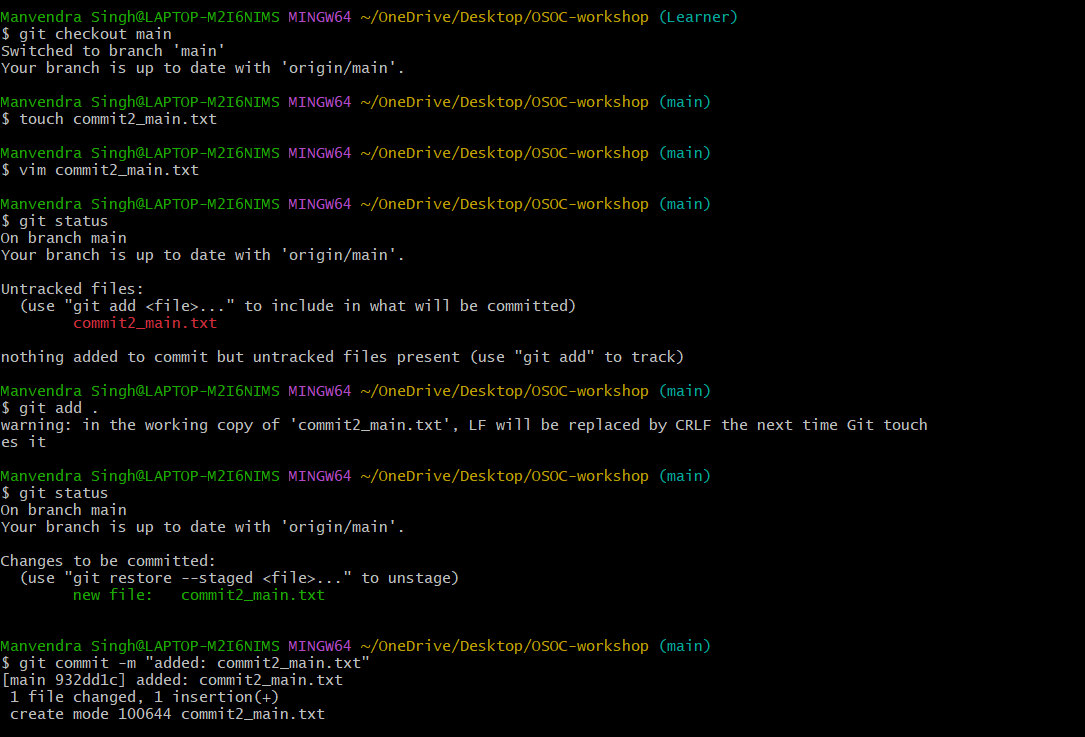 Manvendra Singh@LAPTOP-M2I6NIMS MINGW64 ~/OneDrive/Desktop/OSOC-workshop (Learner)
$ git checkout main
Switched to branch 'main'
Your branch is up to date with 'origin/main'.
Manvendra Singh@LAPTOP-M2I6NIMS MINGW64 ~/OneDrive/Desktop/OSOC-workshop (main)
$ touch commit2_main.txt
Manvendra Singh@LAPTOP-M2I6NIMS MINGW64 ~/OneDrive/Desktop/OSOC-workshop (main)
$ vim commit2_main.txt
Manvendra Singh@LAPTOP-M2I6NIMS MINGW64 ~/OneDrive/Desktop/OSOC-workshop (main)
$ git status
On branch main
Your branch is up to date with 'origin/main'.
Untracked files:
  (use "git add <file>..." to include in what will be committed)
        commit2_main.txt
nothing added to commit but untracked files present (use "git add" to track)
Manvendra Singh@LAPTOP-M2I6NIMS MINGW64 ~/OneDrive/Desktop/OSOC-workshop (main)
$ git add .
warning: in the working copy of 'commit2_main.txt', LF will be replaced by CRLF the next time Git touch
es it
Manvendra Singh@LAPTOP-M2I6NIMS MINGW64 ~/OneDrive/Desktop/OSOC-workshop (main)
$ git status
On branch main
Your branch is up to date with 'origin/main'.
Changes to be committed:
  (use "git restore --staged <file>..." to unstage)
        new file:   commit2_main.txt
Manvendra Singh@LAPTOP-M2I6NIMS MINGW64 ~/OneDrive/Desktop/OSOC-workshop (main)
$ git commit -m "added: commit2_main.txt"
[main 932dd1c] added: commit2_main.txt
 1 file changed, 1 insertion(+)
 create mode 100644 commit2_main.txt